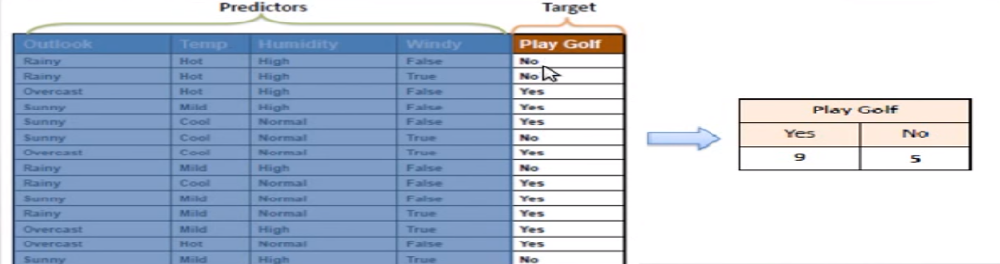 Predictors Target
Outlook Temp Humidity Windy Play Golf
Rainy Hot High False No
Rainy Hot High True No
Overcast Hot High False Yes
Sunny Mild High False Yes
Sunny Cool Normal False Yes
Sunny Cool Normal True No
Overcast Cool Normal True Yes
Rainy Mild High False No
Rainy Cool Normal False Yes
Sunny Mild Normal False Yes
Rainy Mild Normal True Yes
Overcast Mild High True Yes
Overcast Hot Normal False Yes
Sunny Mild High True No
Play Golf
Yes No
9 5